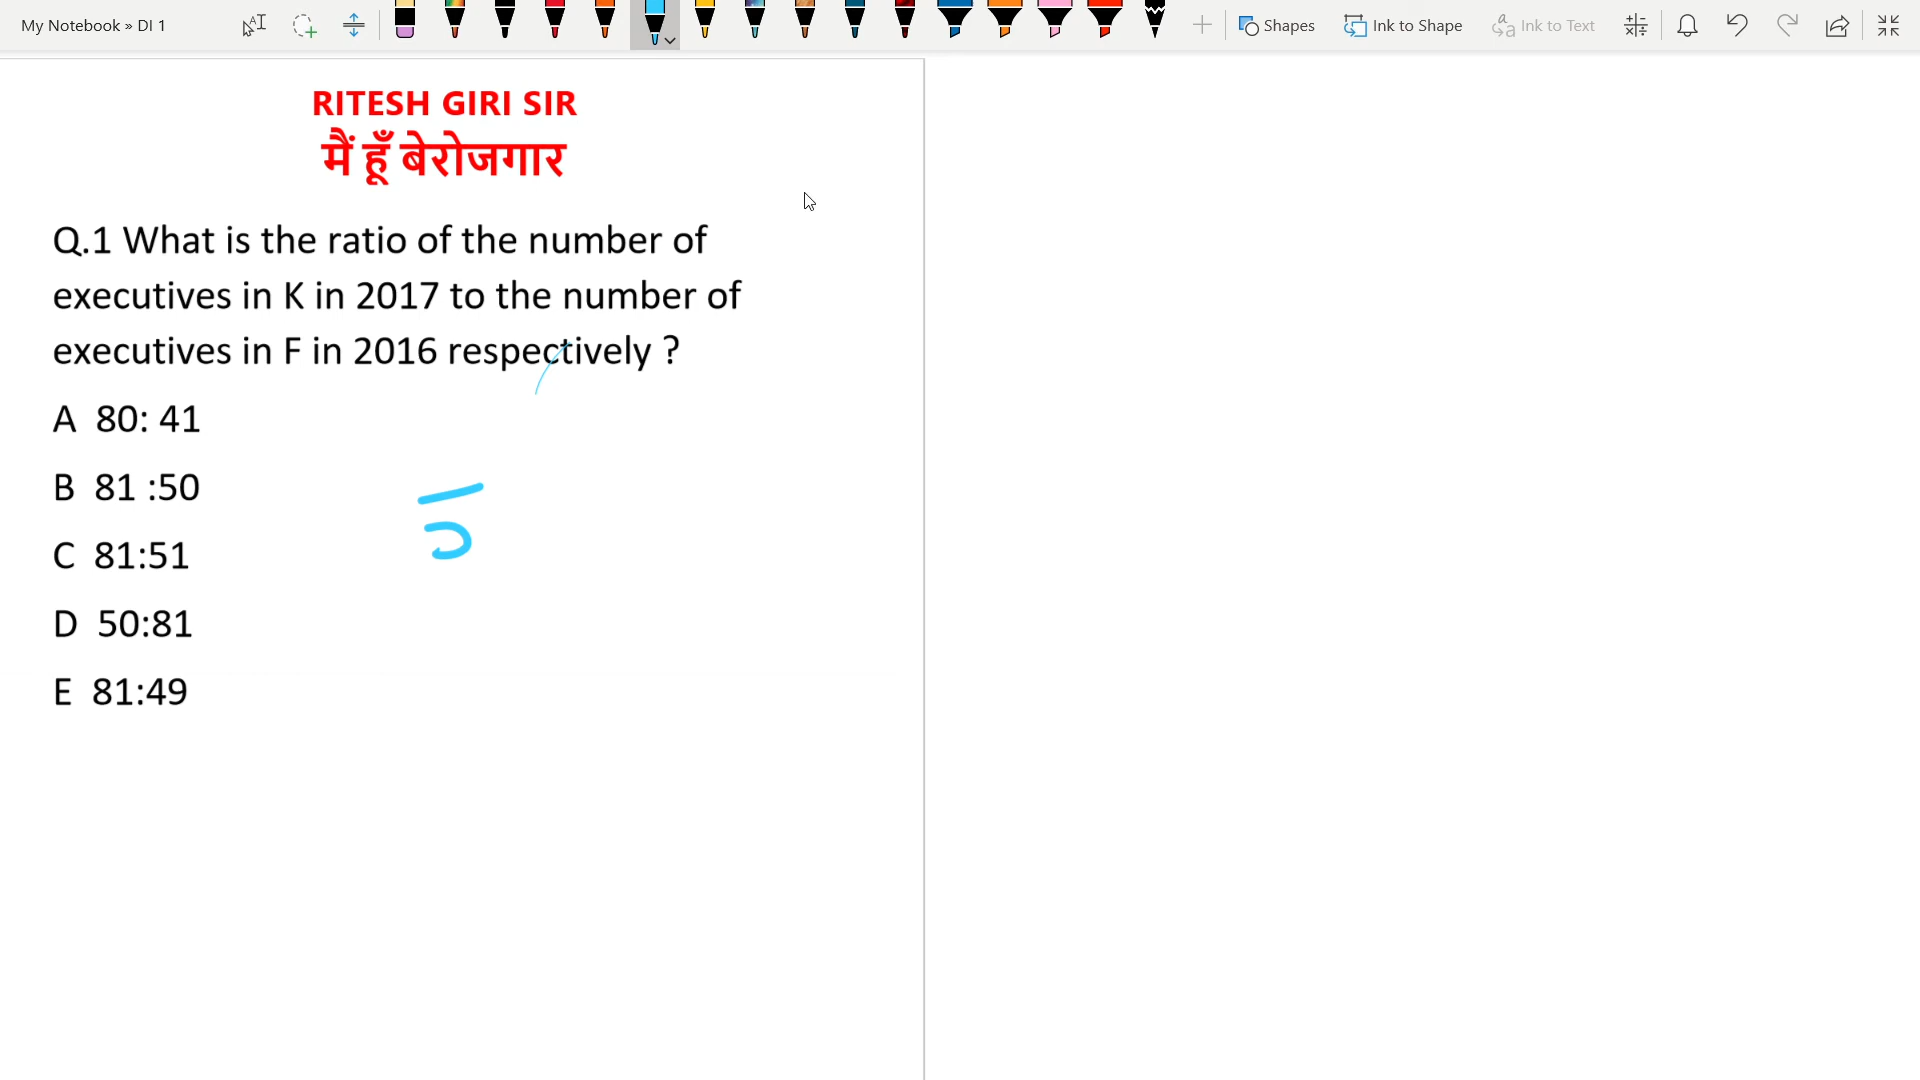 My Notebook » DI 1
Shapes
Ink to Shape
Ink to Text
RITESH GIRI SIR
मैं हूँ बेरोजगार
Q.1 What is the ratio of the number of
executives in K in 2017 to the number of
executives in F in 2016 respectively ?
A 80: 41
B 81 :50
C 81:51
D 50:81
E 81:49